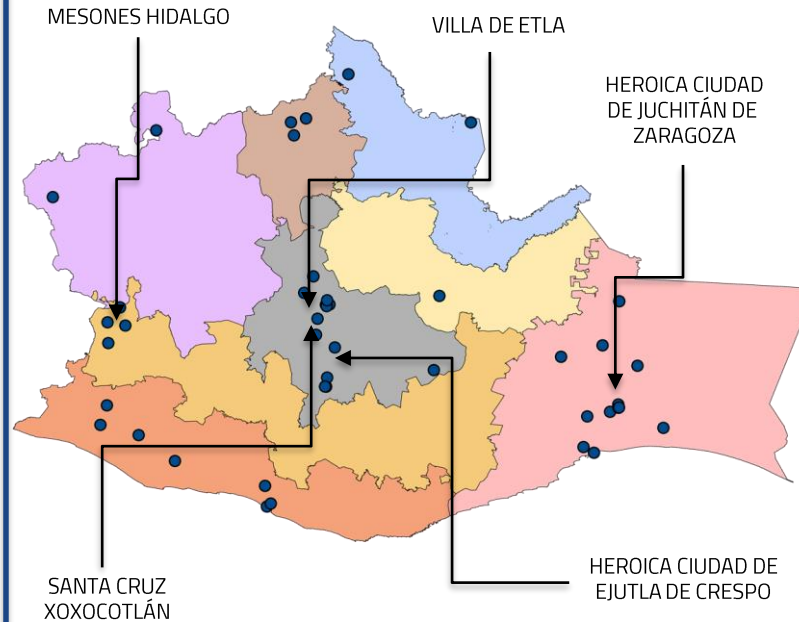 MESONES HIDALGO
VILLA DE ETLA
HEROICA CIUDAD
DE JUCHITÁN DE
ZARAGOZA
SANTA CRUZ
XOXOCOTLÁN
HEROICA CIUDAD DE
EJUTLA DE CRESPO